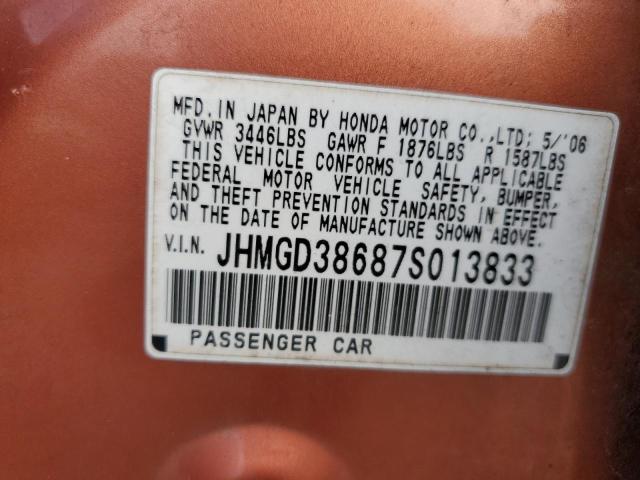 MFD. IN JAPAN BY HONDA MOTOR CO.,LTD; 5/'06
GVWR 3446LBS GAWR F 1876LBS R 1587LBS
THIS VEHICLE CONFORMS TO ALL APPLICABLE
FEDERAL MOTOR VEHICLE SAFETY, BUMPER,
AND THEFT PREVENTION STANDARDS IN EFFECT
ON THE DATE OF MANUFACTURE SHOWN ABOVE.
V.I.N. JHMGD38687S013833
PASSENGER CAR